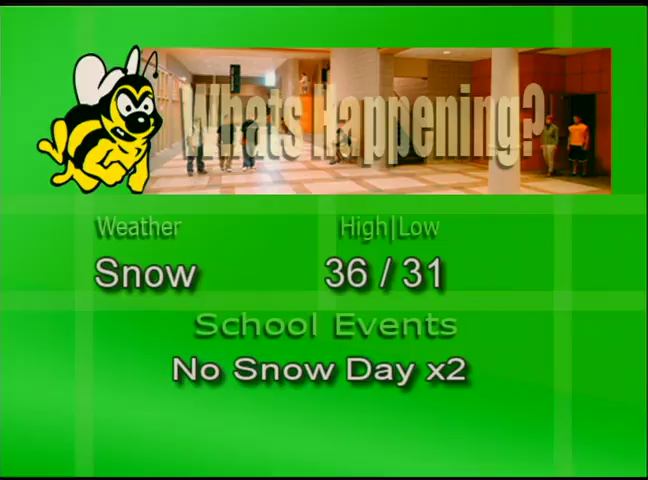 Whats Happening?
Weather High|Low
Snow 36 / 31
School Events
No Snow Day x2